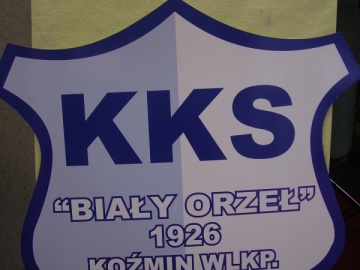 KKS
"BIAŁY ORZEŁ"
1926
KOŹMIN WLKP.